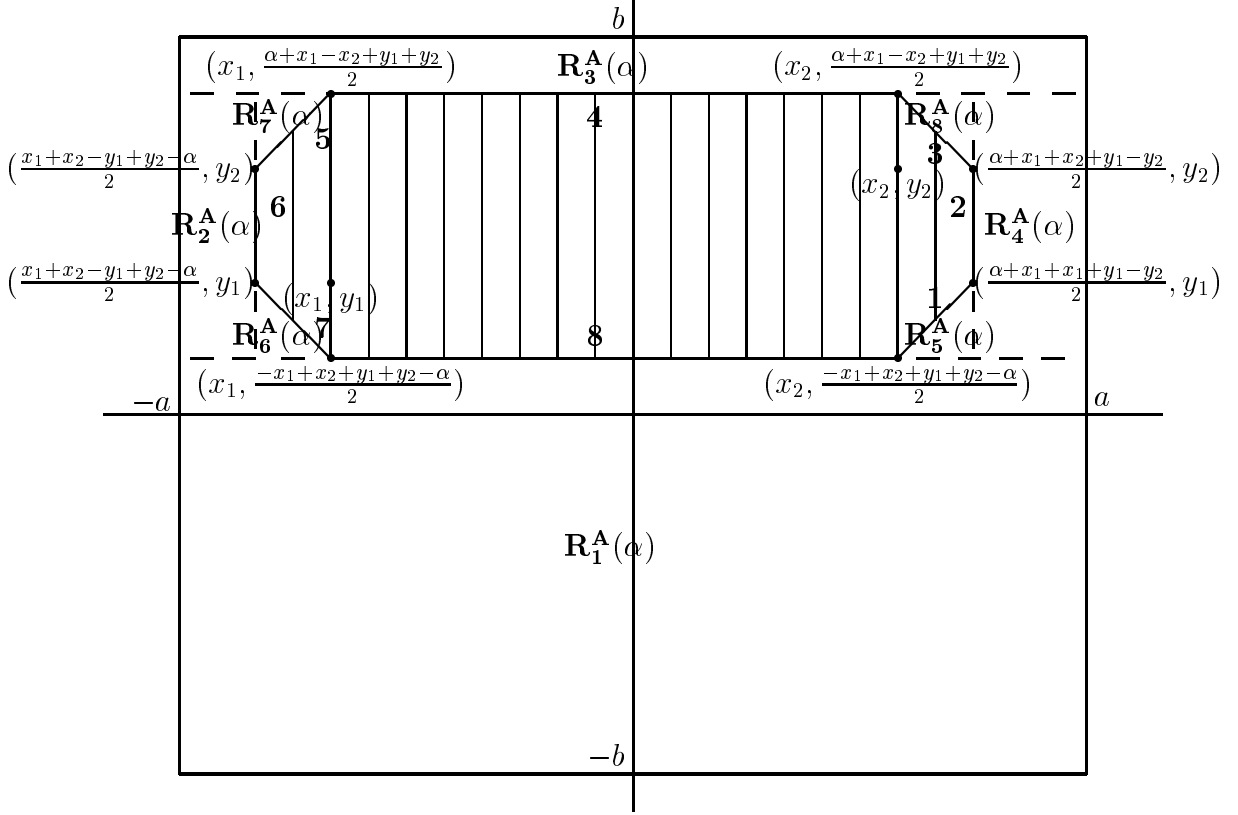 b
(x₁, (α+x₁−x₂+y₁+y₂)/2) R₃ᴬ(α) (x₂, (α+x₁−x₂+y₁+y₂)/2)
R₇ᴬ(α) 5 4 R₈ᴬ(α)
3
((x₁+x₂−y₁+y₂−α)/2, y₂) (x₂, y₂) ((α+x₁+x₂+y₁−y₂)/2, y₂)
6 2
R₂ᴬ(α) R₄ᴬ(α)
((x₁+x₂−y₁+y₂−α)/2, y₁) (x₁, y₁) 1 ((α+x₁+x₁+y₁−y₂)/2, y₁)
R₆ᴬ(α) 7 8 R₅ᴬ(α)
(x₁, (−x₁+x₂+y₁+y₂−α)/2) (x₂, (−x₁+x₂+y₁+y₂−α)/2)
−a a
R₁ᴬ(α)
−b